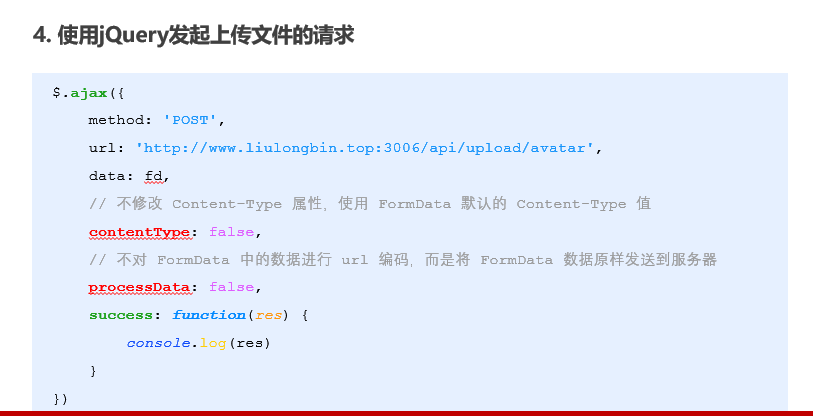 4. 使用jQuery发起上传文件的请求
$.ajax({
    method: 'POST',
    url: 'http://www.liulongbin.top:3006/api/upload/avatar',
    data: fd,
    // 不修改 Content-Type 属性，使用 FormData 默认的 Content-Type 值
    contentType: false,
    // 不对 FormData 中的数据进行 url 编码，而是将 FormData 数据原样发送到服务器
    processData: false,
    success: function(res) {
        console.log(res)
    }
})